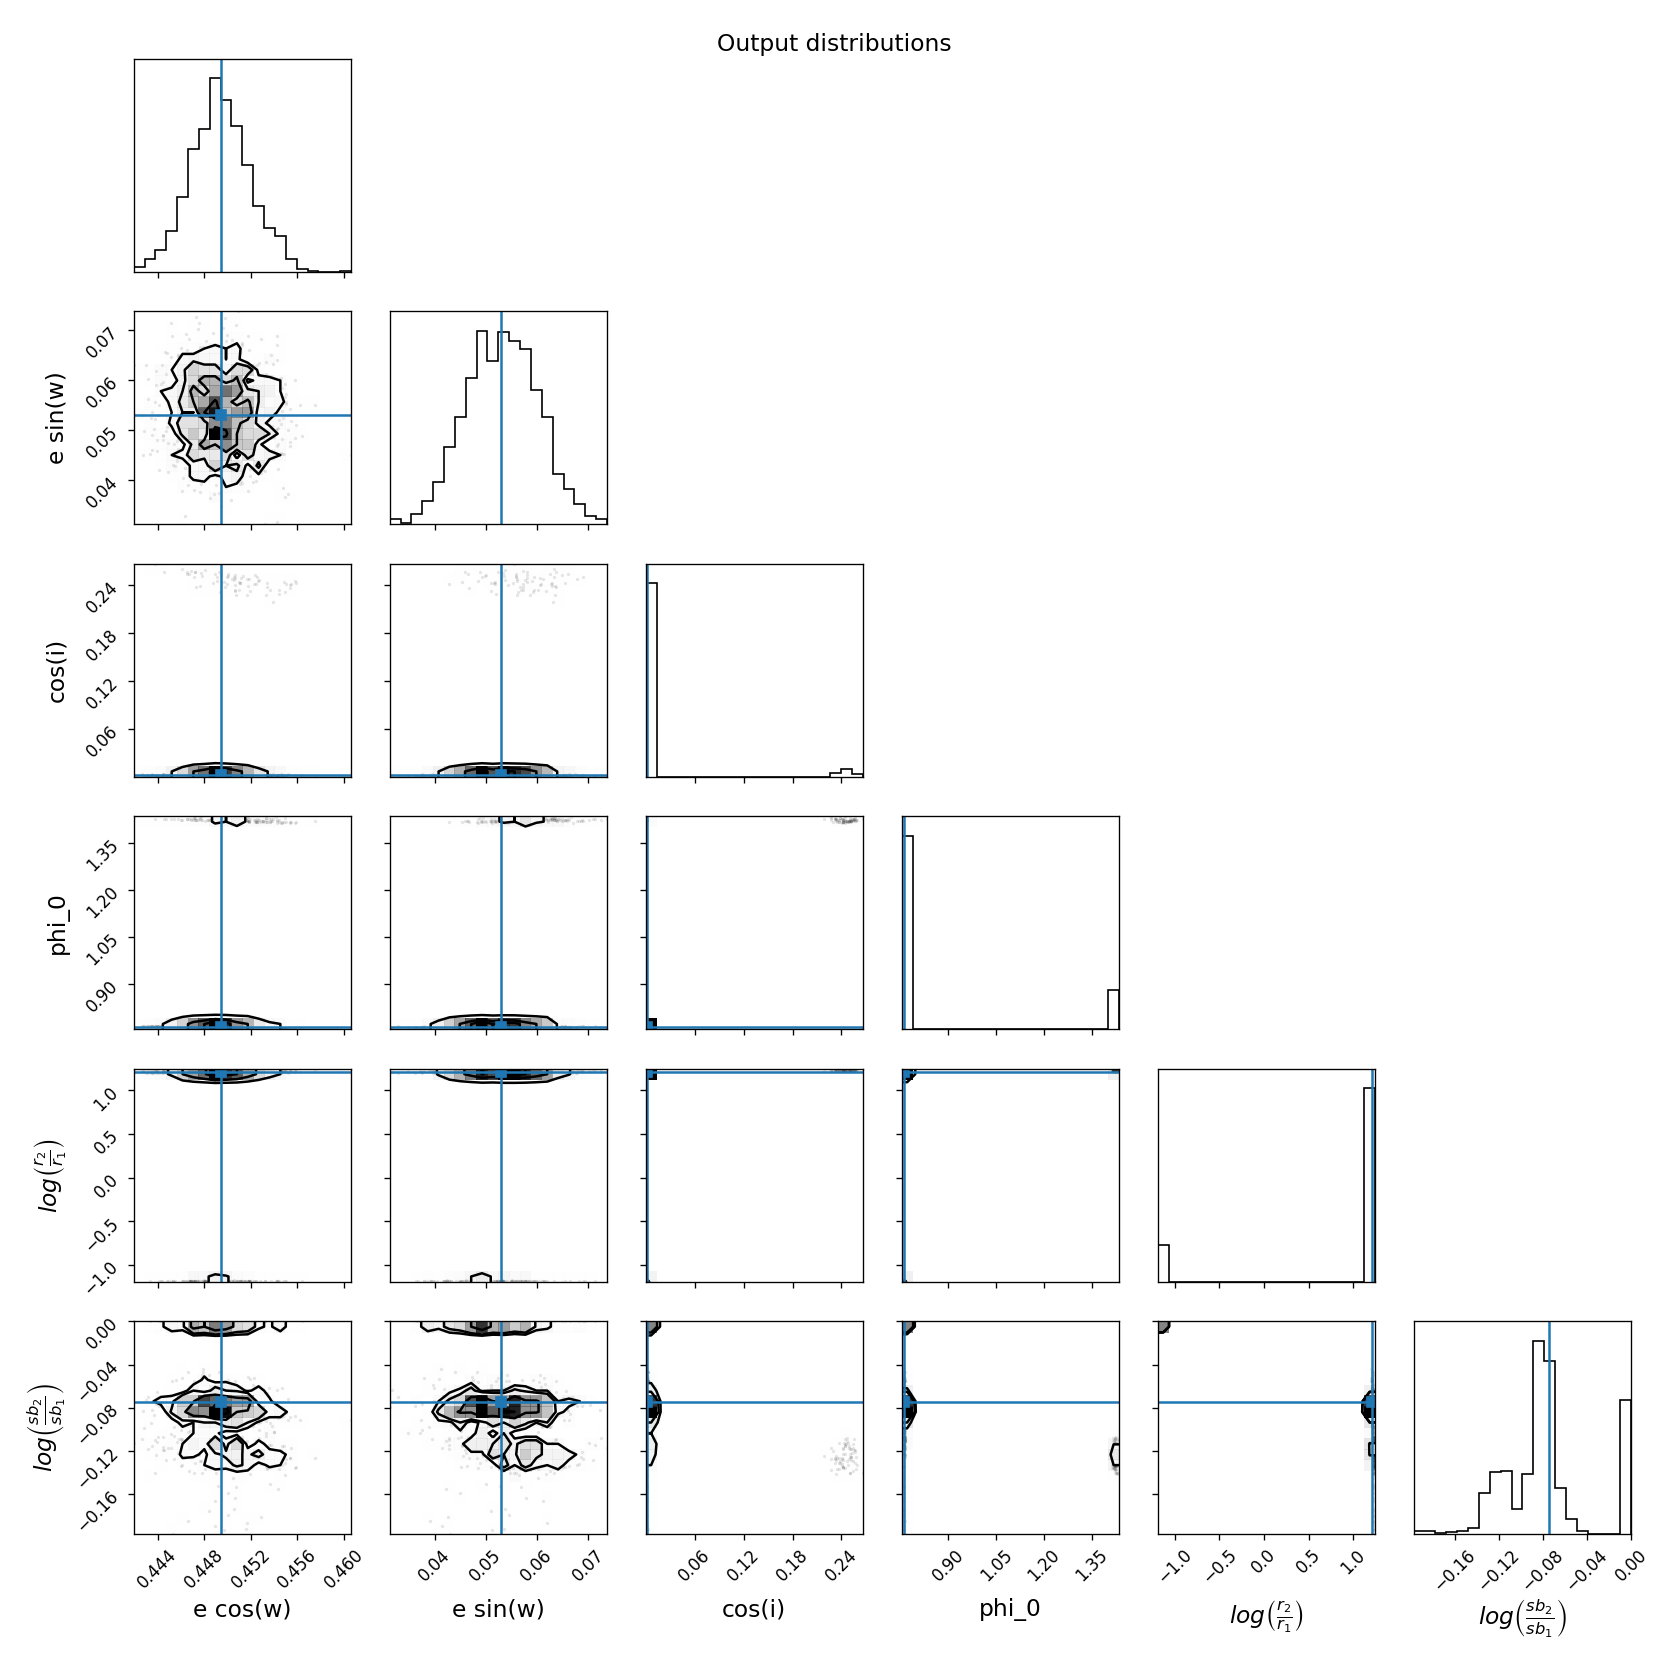 Output distributions
e sin(w)
0.07
0.06
0.05
0.04
cos(i)
0.24
0.18
0.12
0.06
phi_0
1.35
1.20
1.05
0.90
log(r₂/r₁)
1.0
0.5
0.0
−0.5
−1.0
log(sb₂/sb₁)
0.00
−0.04
−0.08
−0.12
−0.16
0.444 0.448 0.452 0.456 0.460
0.04 0.05 0.06 0.07
0.06 0.12 0.18 0.24
0.90 1.05 1.20 1.35
−1.0 −0.5 0.0 0.5 1.0
−0.16 −0.12 −0.08 −0.04 0.00
e cos(w)
e sin(w)
cos(i)
phi_0
log(r₂/r₁)
log(sb₂/sb₁)